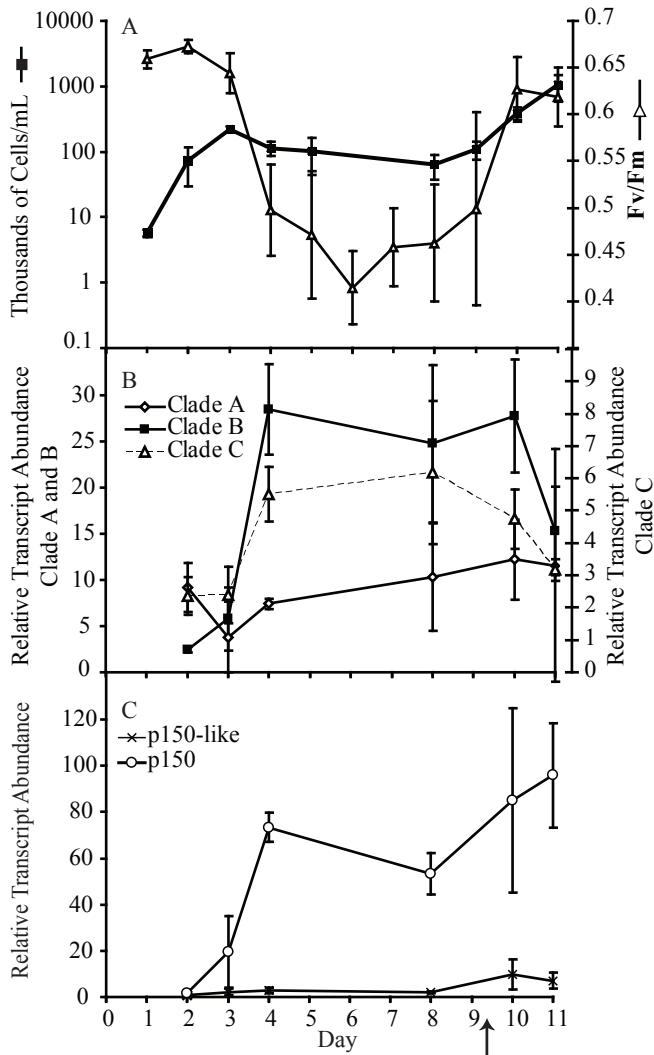 A
10000
1000
100
10
1
0.1
Thousands of Cells/mL
0.7
0.65
0.6
0.55
0.5
0.45
0.4
Fv/Fm
B
Clade A
Clade B
Clade C
30
25
20
15
10
5
0
Relative Transcript Abundance
Clade A and B
9
8
7
6
5
4
3
2
1
0
Relative Transcript Abundance
Clade C
C
p150-like
p150
120
100
80
60
40
20
0
Relative Transcript Abundance
0 1 2 3 4 5 6 7 8 9 10 11
Day